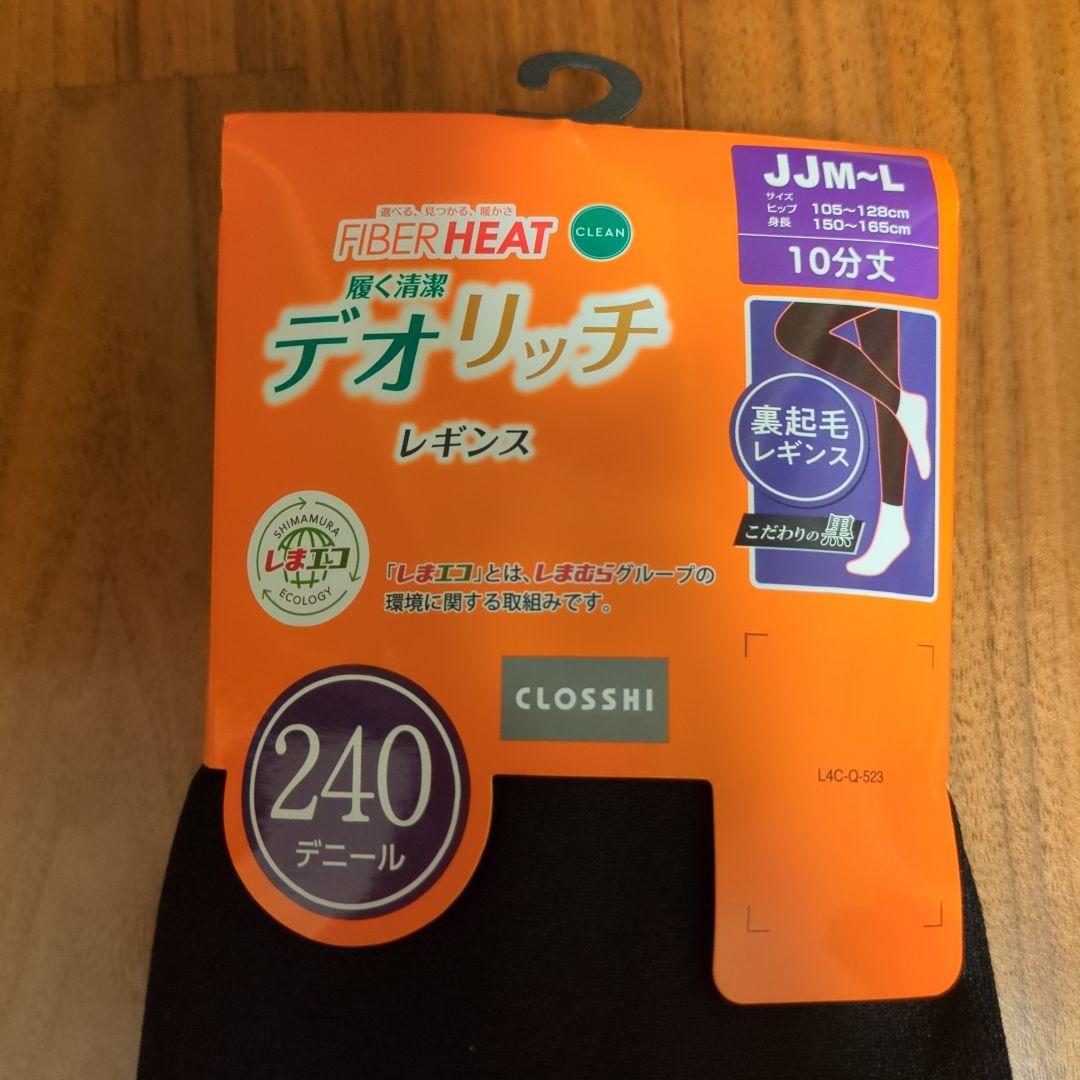 JJM~L
サイズ
ヒップ 105~128cm
身長 150~165cm
10分丈
選べる、見つかる、暖かさ
FIBER HEAT
CLEAN
履く清潔
デオリッチ
レギンス
裏起毛
レギンス
こだわりの黒
SHIMAMURA
しまエコ
ECOLOGY
「しまエコ」とは、しまむらグループの
環境に関する取組みです。
CLOSSHI
240
デニール
L4C-Q-523